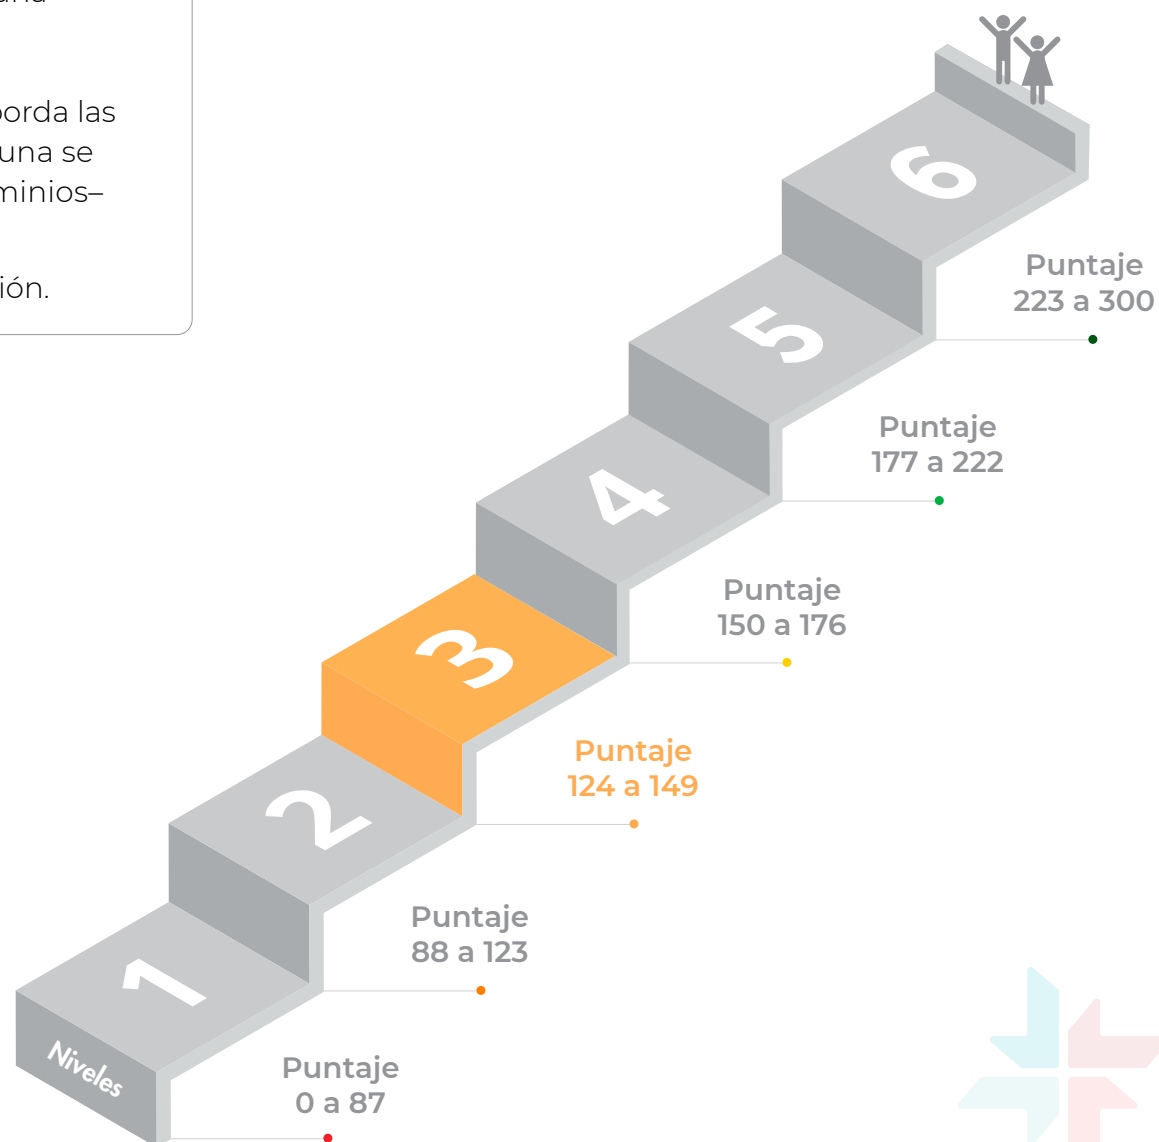 borda las
una se
minios–
ión.
6
Puntaje
223 a 300
5
Puntaje
177 a 222
4
Puntaje
150 a 176
3
Puntaje
124 a 149
2
Puntaje
88 a 123
1
Niveles
Puntaje
0 a 87